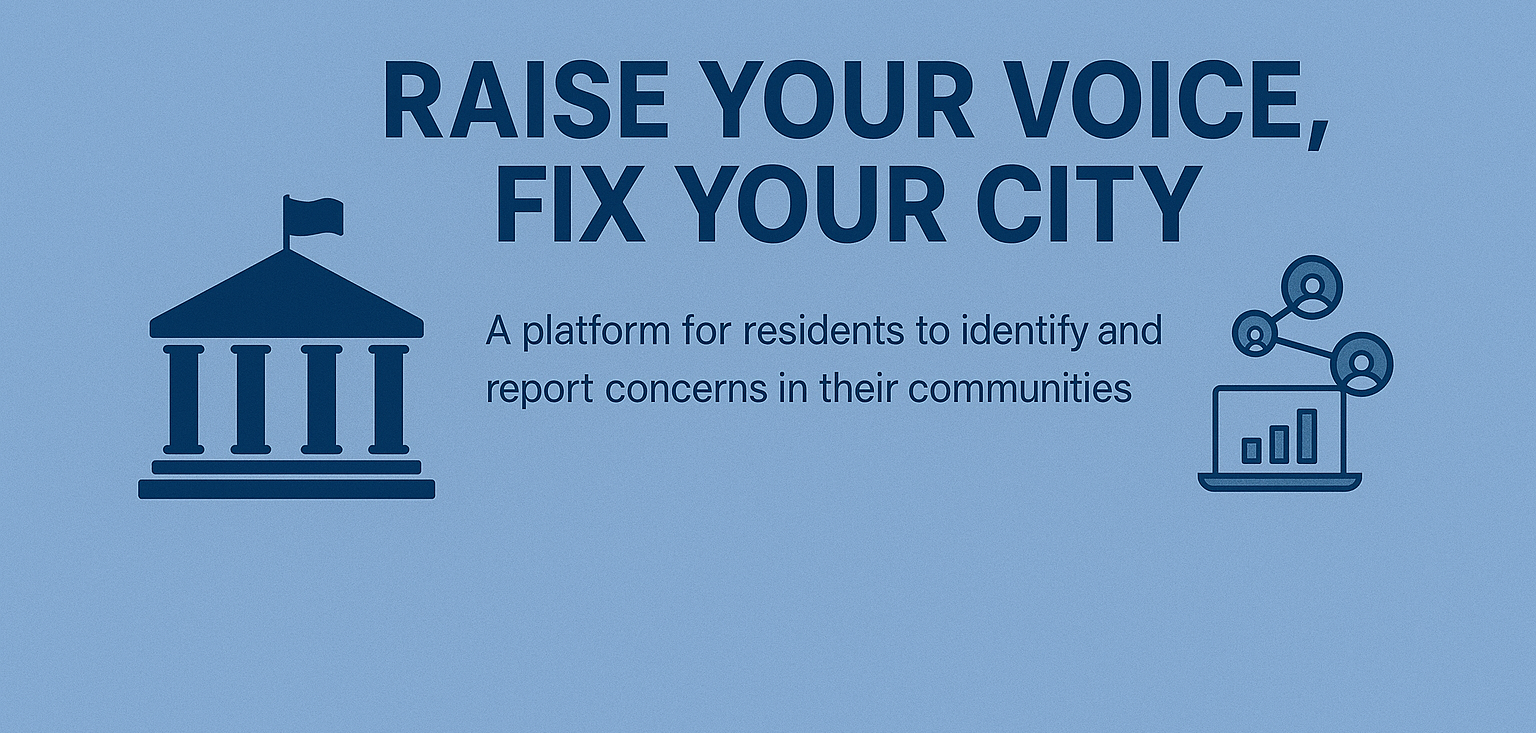 RAISE YOUR VOICE,
FIX YOUR CITY
A platform for residents to identify and
report concerns in their communities